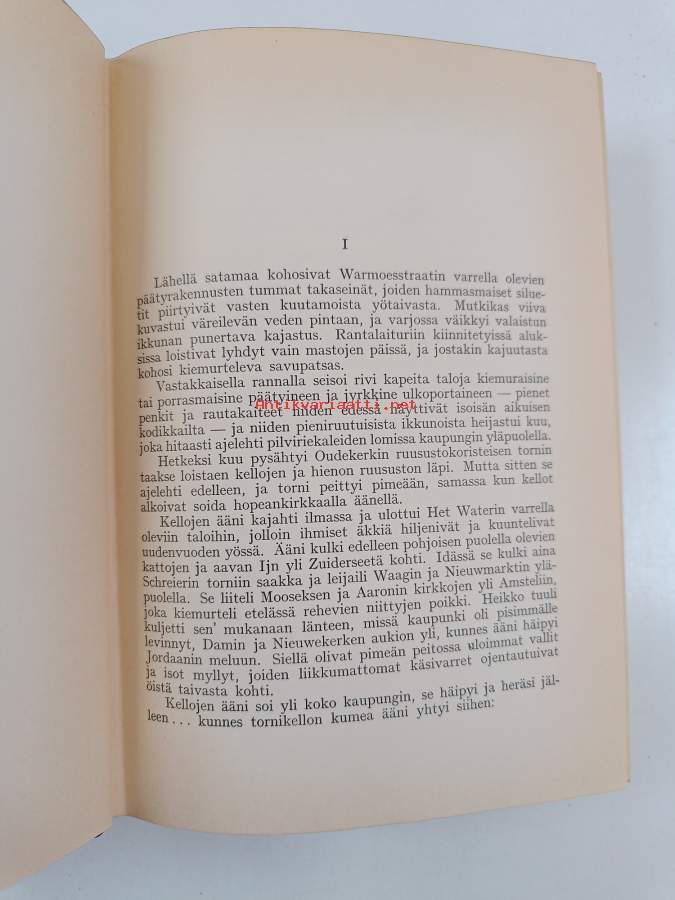 I
Lähellä satamaa kohosivat Warmoesstraatin varrella olevien
päätyrakennusten tummat takaseinät, joiden hammasmaiset silue-
tit piirtyivät vasten kuutamoista yötaivasta. Mutkikas viiva
kuvastui väreilevän veden pintaan, ja varjossa väikkyi valaistun
ikkunan punertava kajastus. Rantalaituriin kiinnitetyissä aluk-
sissa loistivat lyhdyt vain mastojen päissä, ja jostakin kajuutasta
kohosi kiemurteleva savupatsas.
Vastakkaisella rannalla seisoi rivi kapeita taloja kiemuraisine
tai porrasmaisine päätyineen ja jyrkkine ulkoportaineen — pienet
Antikvariaatti.net
penkit ja rautakaiteet niiden edessä näyttivät isoisän aikuisen
kodikkailta — ja niiden pieniruutuisista ikkunoista heijastui kuu,
joka hitaasti ajelehti pilviriekaleiden lomissa kaupungin yläpuolella.
Hetkeksi kuu pysähtyi Oudekerkin ruusustokoristeisen tornin
taakse loistaen kellojen ja hienon ruususton läpi. Mutta sitten se
ajelehti edelleen, ja torni peittyi pimeään, samassa kun kellot
alkoivat soida hopeankirkkaalla äänellä.
Kellojen ääni kajahti ilmassa ja ulottui Het Waterin varrella
oleviin taloihin, jolloin ihmiset äkkiä hiljenivät ja kuuntelivat
uudenvuoden yössä. Ääni kulki edelleen pohjoisen puolella olevien
kattojen ja aavan Ijn yli Zuiderseetä kohti. Idässä se kulki aina
Schreierin torniin saakka ja leijaili Waagin ja Nieuwmarktin ylä-
puolella. Se liiteli Mooseksen ja Aaronin kirkkojen yli Amsteliin,
joka kiemurteli etelässä rehevien niittyjen poikki. Heikko tuuli
kuljetti sen' mukanaan länteen, missä kaupunki oli pisimmälle
levinnyt, Damin ja Nieuwekerken aukion yli, kunnes ääni häipyi
Jordaanin meluun. Siellä olivat pimeän peitossa uloimmat vallit
ja isot myllyt, joiden liikkumattomat käsivarret ojentautuivat
öistä taivasta kohti.
Kellojen ääni soi yli koko kaupungin, se häipyi ja heräsi jäl-
leen... kunnes tornikellon kumea ääni yhtyi siihen: